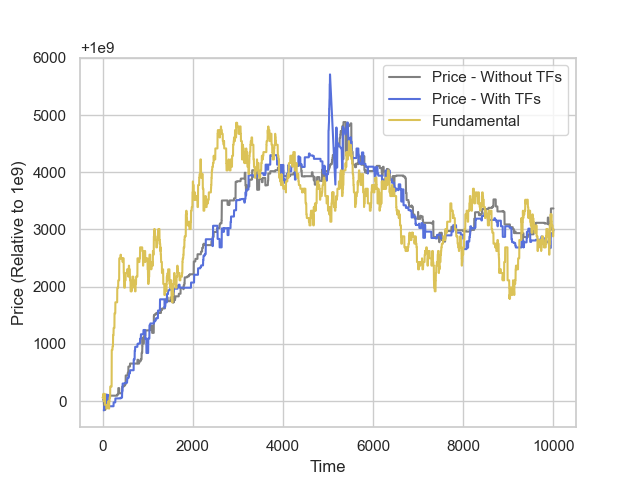 +1e9
6000
5000
4000
3000
2000
1000
0
Price (Relative to 1e9)
Price - Without TFs
Price - With TFs
Fundamental
0 2000 4000 6000 8000 10000
Time